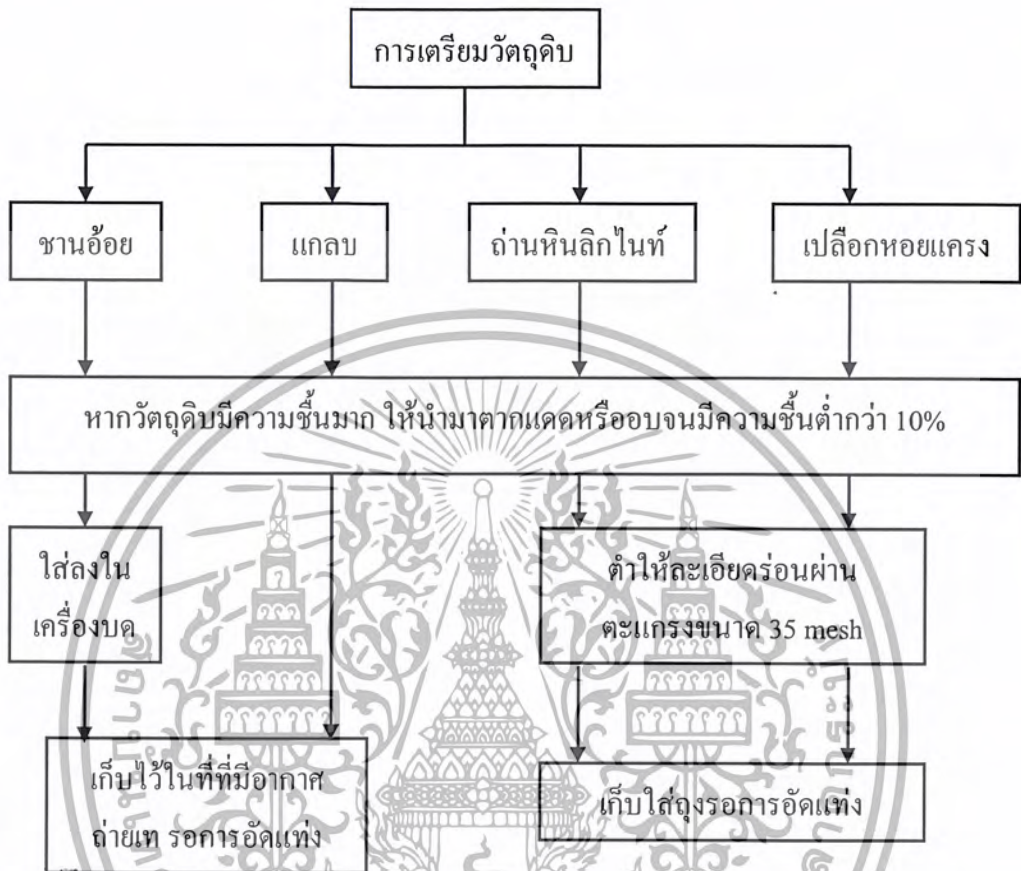 การเตรียมวัตถุดิบ
ชานอ้อย
แกลบ
ถ่านหินลิกไนท์
เปลือกหอยแครง
หากวัตถุดิบมีความชื้นมาก ให้นำมาตากแดดหรืออบจนมีความชื้นต่ำกว่า 10%
ใส่ลงใน
เครื่องบด
ตำให้ละเอียดร่อนผ่าน
ตะแกรงขนาด 35 mesh
เก็บไว้ในที่ที่มีอากาศ
ถ่ายเท รอการอัดแท่ง
เก็บใส่ถุงรอการอัดแท่ง